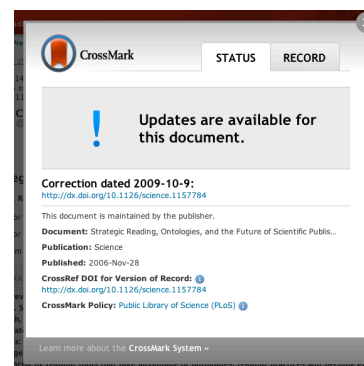 CrossMark
STATUS
RECORD
!
Updates are available for
this document.
Correction dated 2009-10-9:
http://dx.doi.org/10.1126/science.1157784
This document is maintained by the publisher.
Document: Strategic Reading, Ontologies, and the Future of Scientific Publis...
Publication: Science
Published: 2006-Nov-28
CrossRef DOI for Version of Record:
http://dx.doi.org/10.1126/science.1157784
CrossMark Policy: Public Library of Science (PLoS)
Learn more about the CrossMark System »